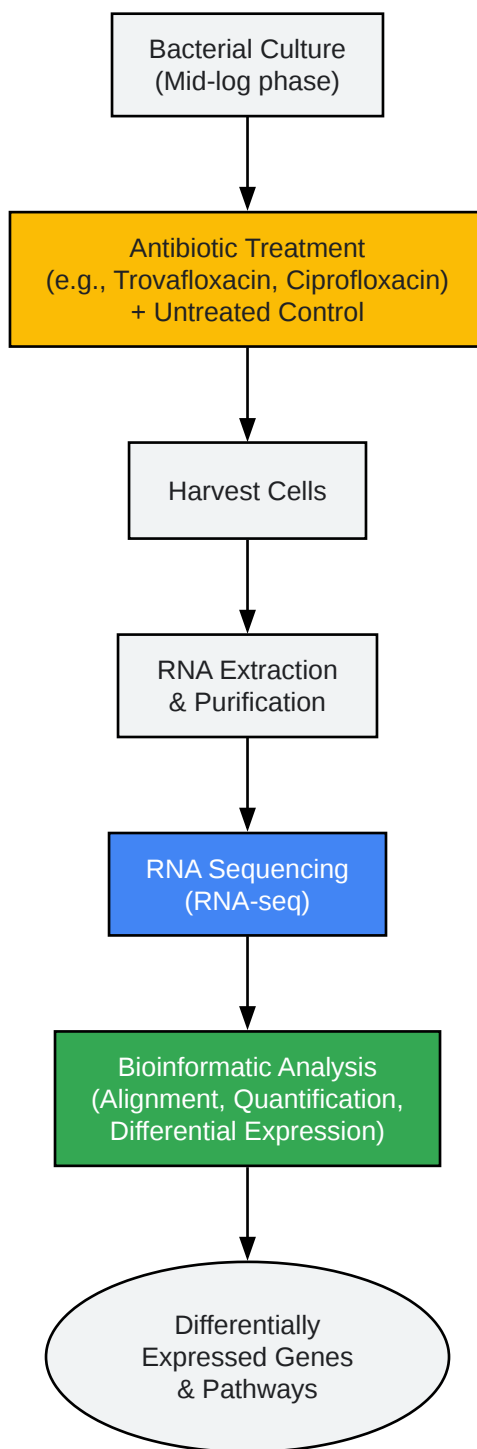 Bacterial Culture
(Mid-log phase)
Antibiotic Treatment
(e.g., Trovafloxacin, Ciprofloxacin)
+ Untreated Control
Harvest Cells
RNA Extraction
& Purification
RNA Sequencing
(RNA-seq)
Bioinformatic Analysis
(Alignment, Quantification,
Differential Expression)
Differentially
Expressed Genes
& Pathways